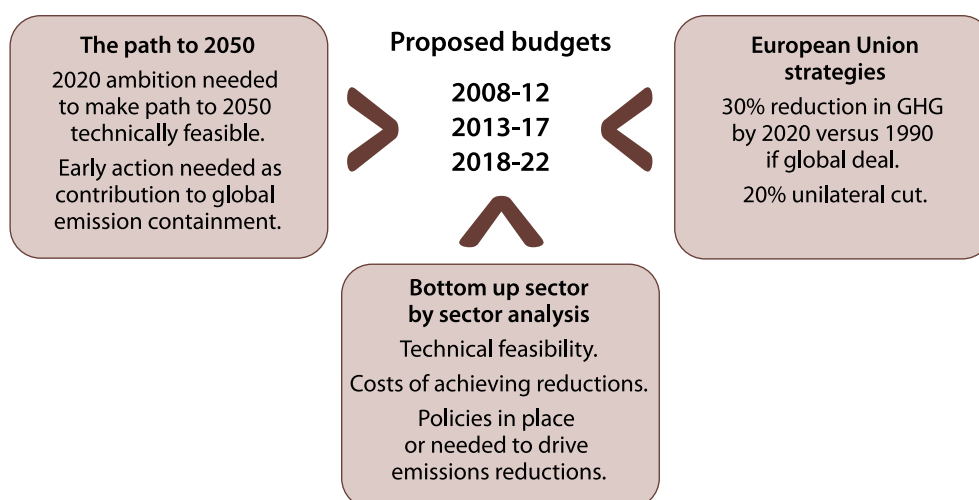 The path to 2050
2020 ambition needed
to make path to 2050
technically feasible.
Early action needed as
contribution to global
emission containment.
Proposed budgets
2008-12
2013-17
2018-22
European Union
strategies
30% reduction in GHG
by 2020 versus 1990
if global deal.
20% unilateral cut.
Bottom up sector
by sector analysis
Technical feasibility.
Costs of achieving reductions.
Policies in place
or needed to drive
emissions reductions.